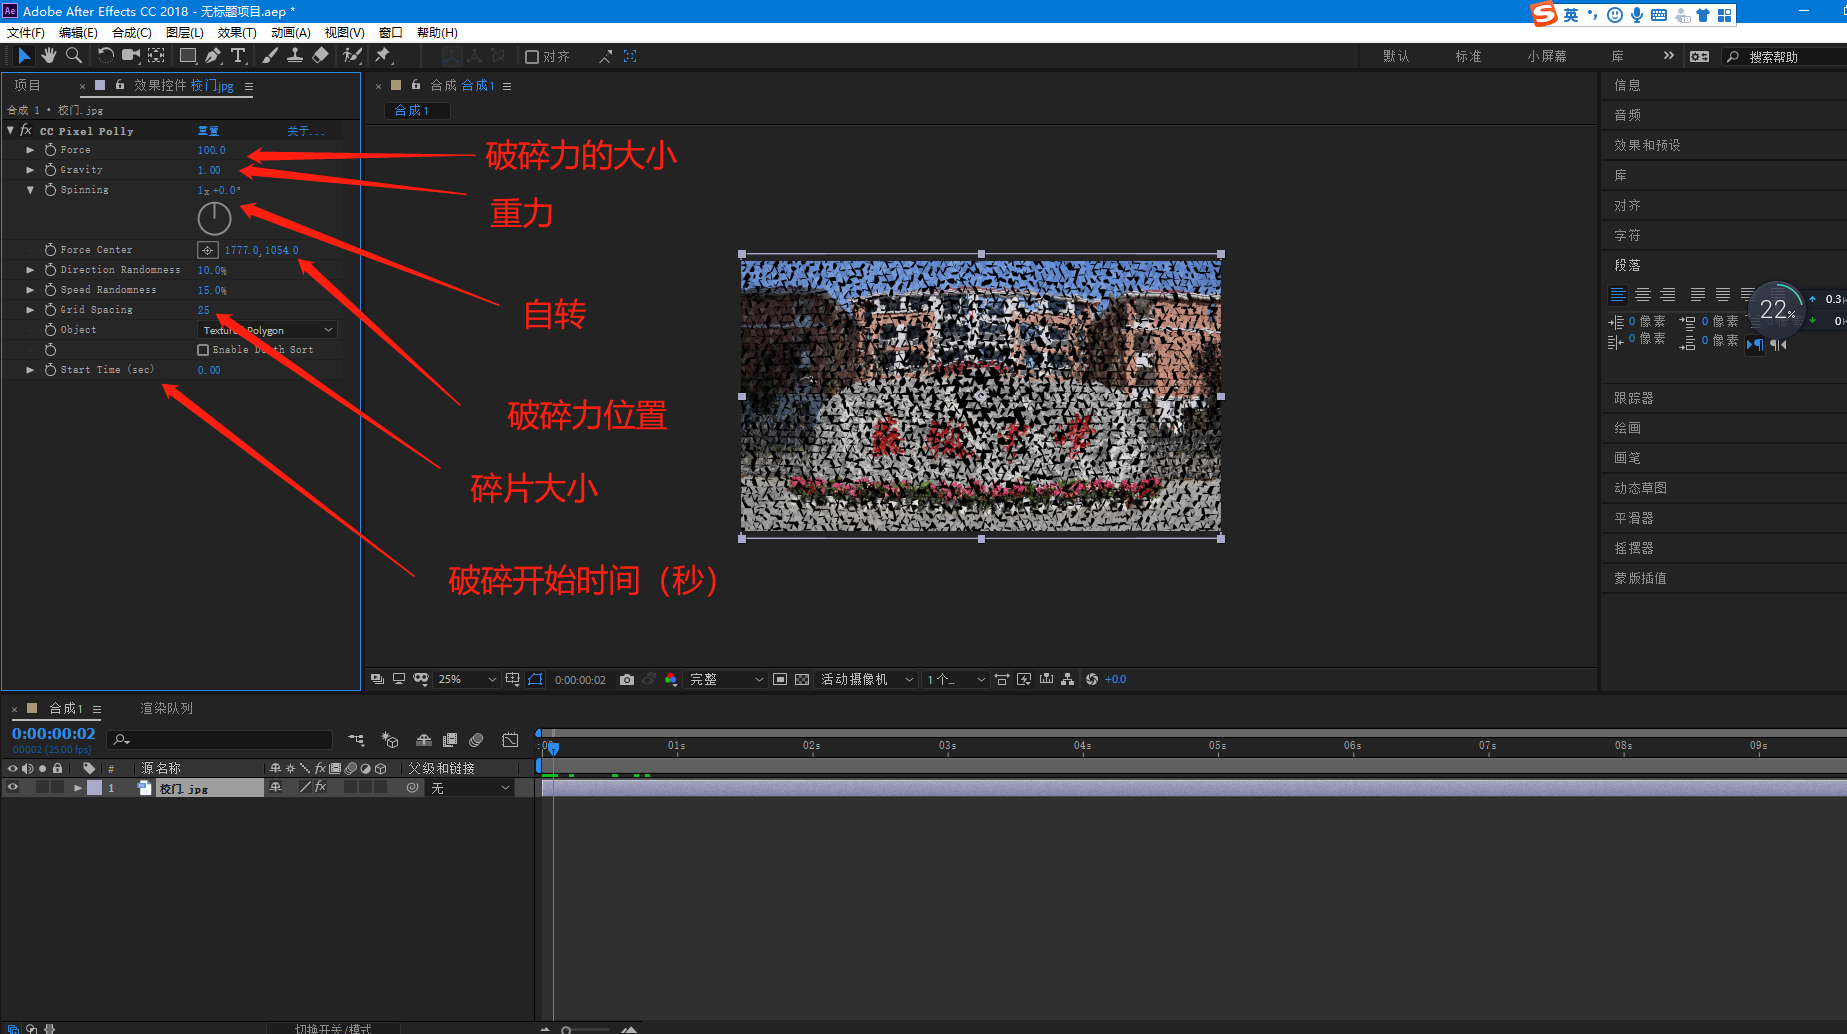 Ae Adobe After Effects CC 2018 - 无标题项目.aep *
英
文件(F) 编辑(E) 合成(C) 图层(L) 效果(T) 动画(A) 视图(V) 窗口 帮助(H)
对齐 默认 标准 小屏幕 库 搜索帮助
项目 效果控件 校门.jpg
合成 1 • 校门.jpg
fx CC Pixel Polly 重置 关于...
Force 100.0
Gravity 1.00
Spinning 1x +0.0°
Force Center 1777.0, 1054.0
Direction Randomness 10.0%
Speed Randomness 15.0%
Grid Spacing 25
Object Textured Polygon
Enable Depth Sort
Start Time (sec) 0.00
破碎力的大小
重力
自转
破碎力位置
碎片大小
破碎开始时间（秒）
合成 合成1
合成1
25% 0:00:00:02 完整 活动摄像机 1个... +0.0
信息
音频
效果和预设
库
对齐
字符
段落
22% 0.3
0 像素 0 像素
0 像素 0 像素
跟踪器
绘画
画笔
动态草图
平滑器
摇摆器
蒙版插值
合成1 渲染队列
0:00:00:02
00002 (25.00 fps)
01s 02s 03s 04s 05s 06s 07s 08s 09s
# 源名称 fx 父级和链接
1 校门.jpg fx 无
切换开关/模式